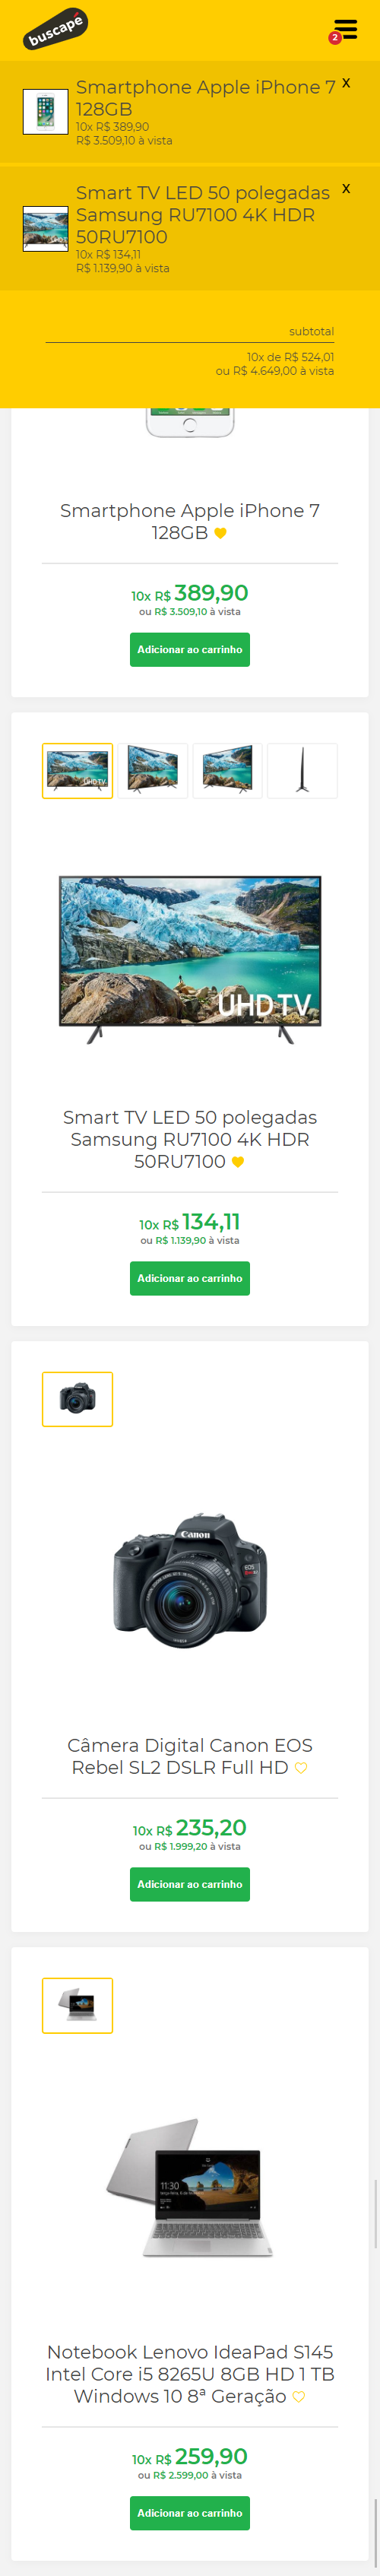 buscapé
2
Smartphone Apple iPhone 7
128GB
10x R$ 389,90
R$ 3.509,10 à vista
X
Smart TV LED 50 polegadas
Samsung RU7100 4K HDR
50RU7100
10x R$ 134,11
R$ 1.139,90 à vista
X
subtotal
10x de R$ 524,01
ou R$ 4.649,00 à vista
Smartphone Apple iPhone 7
128GB
10x R$ 389,90
ou R$ 3.509,10 à vista
Adicionar ao carrinho
UHD TV
UHD TV
Smart TV LED 50 polegadas
Samsung RU7100 4K HDR
50RU7100
10x R$ 134,11
ou R$ 1.139,90 à vista
Adicionar ao carrinho
Canon
EOS
Câmera Digital Canon EOS
Rebel SL2 DSLR Full HD
10x R$ 235,20
ou R$ 1.999,20 à vista
Adicionar ao carrinho
11:30
Notebook Lenovo IdeaPad S145
Intel Core i5 8265U 8GB HD 1 TB
Windows 10 8ª Geração
10x R$ 259,90
ou R$ 2.599,00 à vista
Adicionar ao carrinho